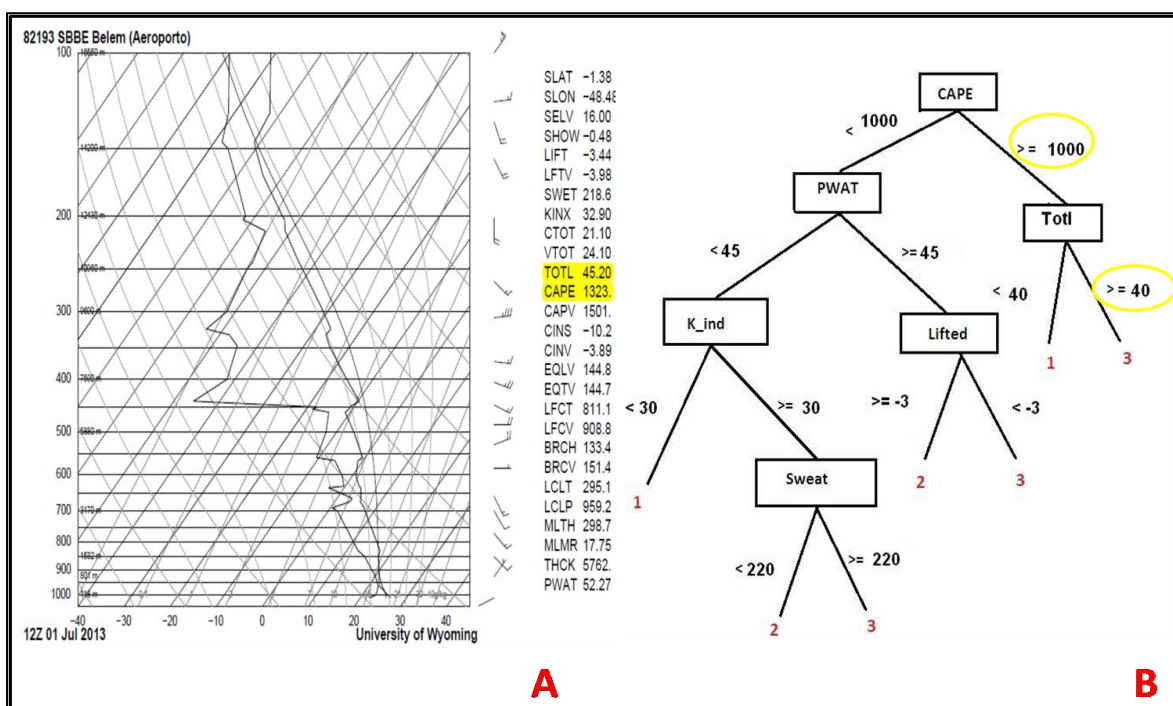 82193 SBBE Belem (Aeroporto)
100
200
300
400
500
600
700
800
900
1000
-40 -30 -20 -10 0 10 20 30 40
12Z 01 Jul 2013 University of Wyoming
SLAT -1.38
SLON -48.48
SELV 16.00
SHOW -0.48
LIFT -3.44
LFTV -3.98
SWET 218.6
KINX 32.90
CTOT 21.10
VTOT 24.10
TOTL 45.20
CAPE 1323.
CAPV 1501.
CINS -10.2
CINV -3.89
EQLV 144.8
EQTV 144.7
LFCT 811.1
LFCV 908.8
BRCH 133.4
BRCV 151.4
LCLT 295.1
LCLP 959.2
MLTH 298.7
MLMR 17.75
THCK 5762.
PWAT 52.27
A
CAPE
< 1000
>= 1000
PWAT
Totl
<45
>=45
< 40
>= 40
K_ind
Lifted
1
3
< 30
>= 30
>= -3
< -3
Sweat
1
2
3
<220
>= 220
2
3
B